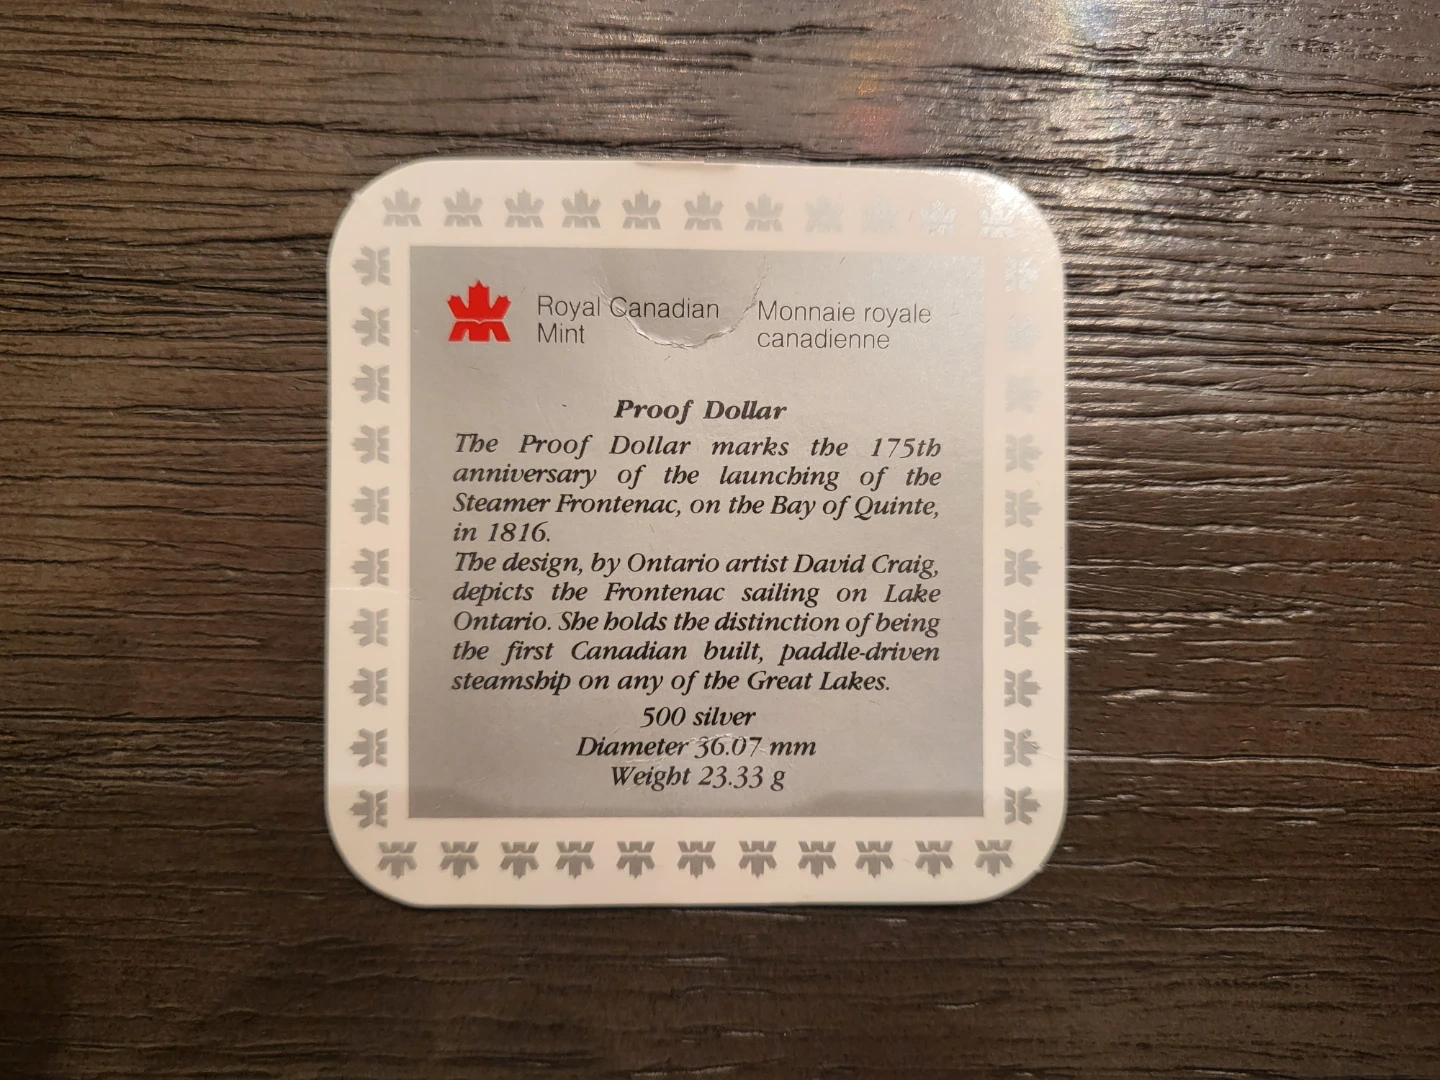 Royal Canadian Mint
Monnaie royale canadienne
Proof Dollar
The Proof Dollar marks the 175th
anniversary of the launching of the
Steamer Frontenac, on the Bay of Quinte,
in 1816.
The design, by Ontario artist David Craig,
depicts the Frontenac sailing on Lake
Ontario. She holds the distinction of being
the first Canadian built, paddle-driven
steamship on any of the Great Lakes.
500 silver
Diameter 36.07 mm
Weight 23.33 g